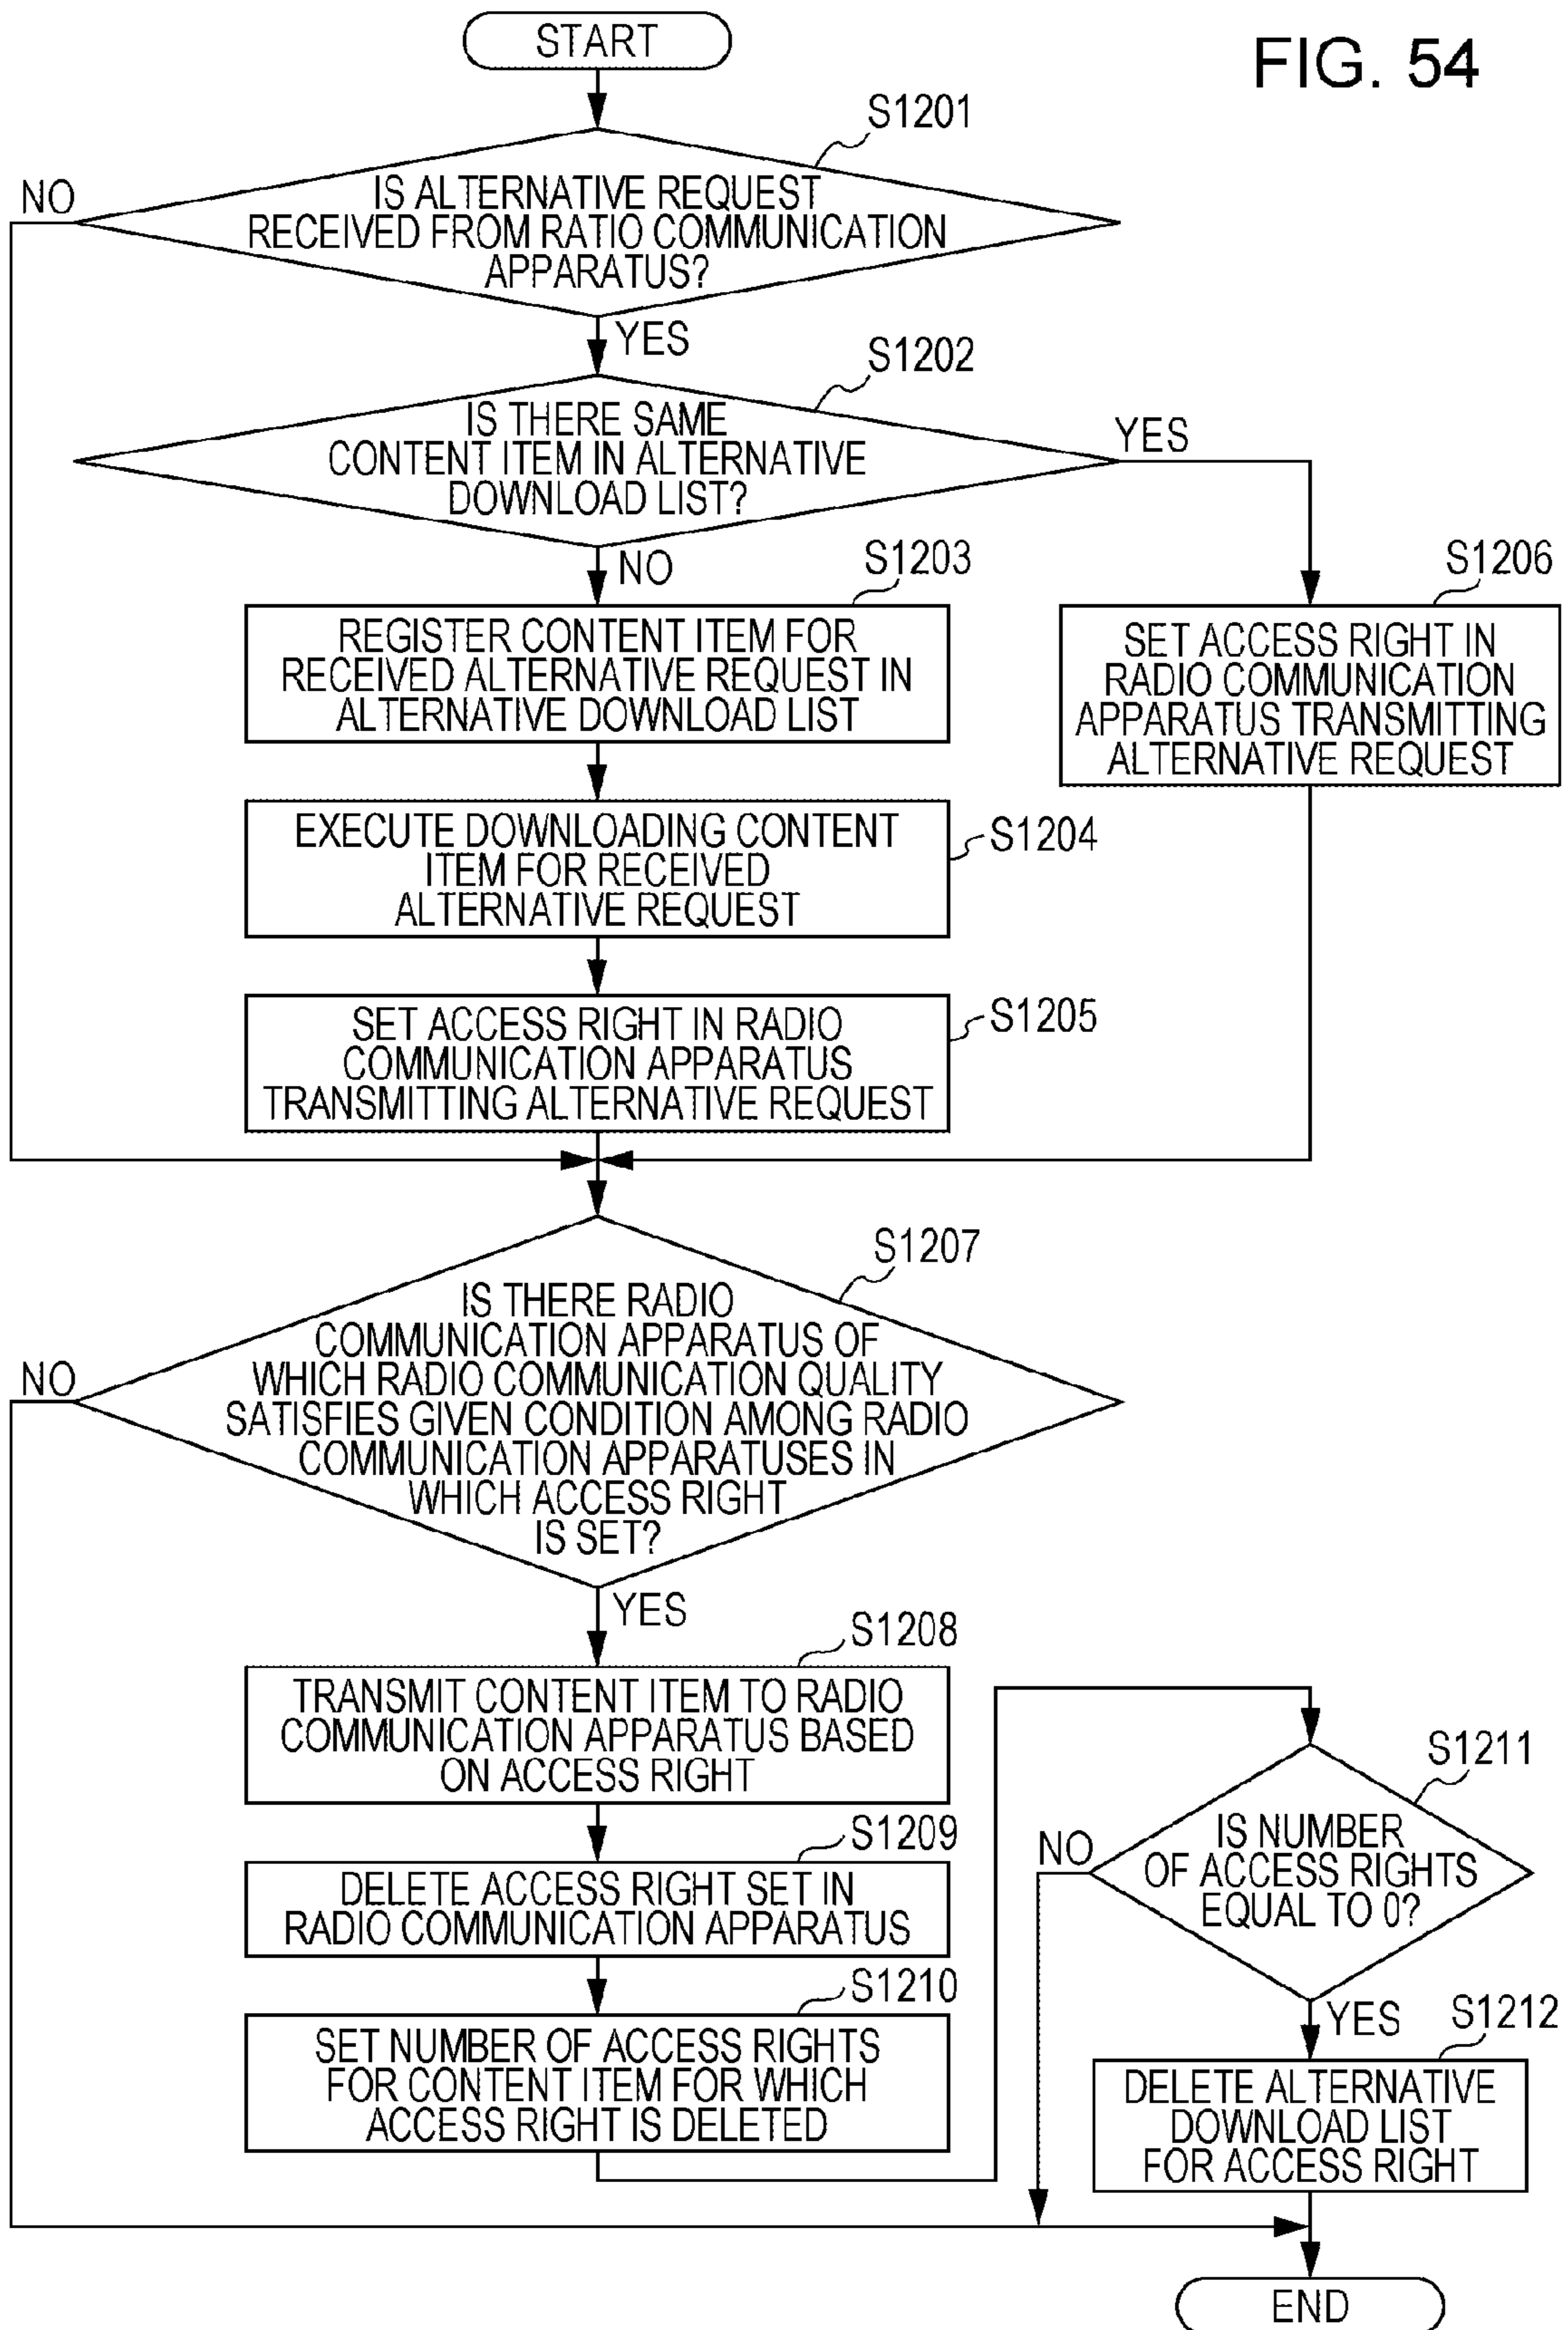 FIG. 54
START
S1201
IS ALTERNATIVE REQUEST
RECEIVED FROM RATIO COMMUNICATION
APPARATUS?
NO
YES
S1202
IS THERE SAME
CONTENT ITEM IN ALTERNATIVE
DOWNLOAD LIST?
YES
NO
S1203
REGISTER CONTENT ITEM FOR
RECEIVED ALTERNATIVE REQUEST IN
ALTERNATIVE DOWNLOAD LIST
S1206
SET ACCESS RIGHT IN
RADIO COMMUNICATION
APPARATUS TRANSMITTING
ALTERNATIVE REQUEST
S1204
EXECUTE DOWNLOADING CONTENT
ITEM FOR RECEIVED
ALTERNATIVE REQUEST
S1205
SET ACCESS RIGHT IN RADIO
COMMUNICATION APPARATUS
TRANSMITTING ALTERNATIVE REQUEST
S1207
IS THERE RADIO
COMMUNICATION APPARATUS OF
WHICH RADIO COMMUNICATION QUALITY
SATISFIES GIVEN CONDITION AMONG RADIO
COMMUNICATION APPARATUSES IN
WHICH ACCESS RIGHT
IS SET?
NO
YES
S1208
TRANSMIT CONTENT ITEM TO RADIO
COMMUNICATION APPARATUS BASED
ON ACCESS RIGHT
S1209
DELETE ACCESS RIGHT SET IN
RADIO COMMUNICATION APPARATUS
S1210
SET NUMBER OF ACCESS RIGHTS
FOR CONTENT ITEM FOR WHICH
ACCESS RIGHT IS DELETED
S1211
IS NUMBER
OF ACCESS RIGHTS
EQUAL TO 0?
NO
YES
S1212
DELETE ALTERNATIVE
DOWNLOAD LIST
FOR ACCESS RIGHT
END